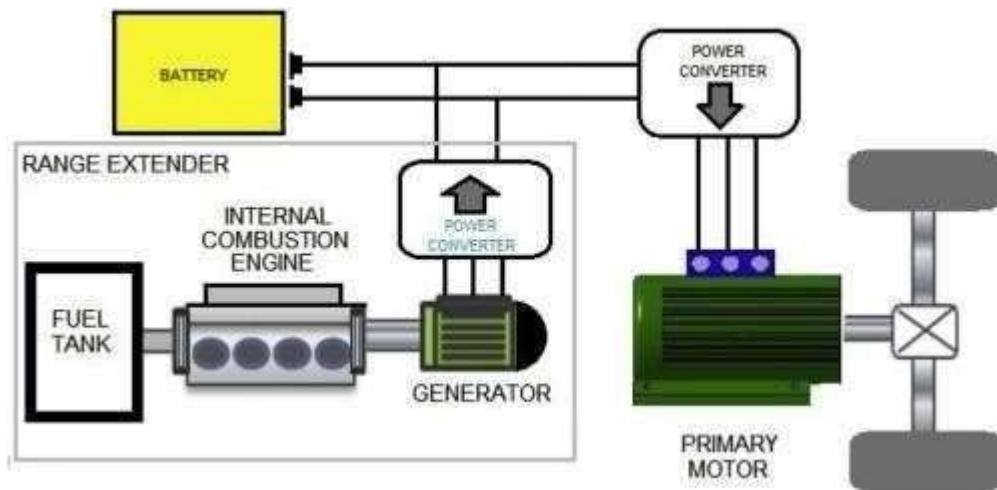 BATTERY
POWER
CONVERTER
RANGE EXTENDER
INTERNAL
COMBUSTION
ENGINE
POWER
CONVERTER
FUEL
TANK
GENERATOR
PRIMARY
MOTOR